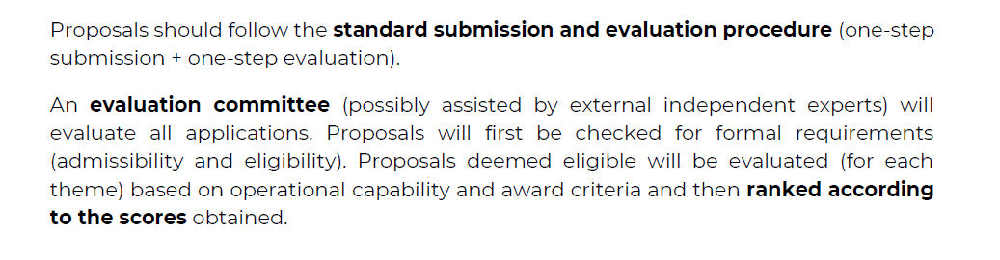 Proposals should follow the standard submission and evaluation procedure (one-step
submission + one-step evaluation).
An evaluation committee (possibly assisted by external independent experts) will
evaluate all applications. Proposals will first be checked for formal requirements
(admissibility and eligibility). Proposals deemed eligible will be evaluated (for each
theme) based on operational capability and award criteria and then ranked according
to the scores obtained.